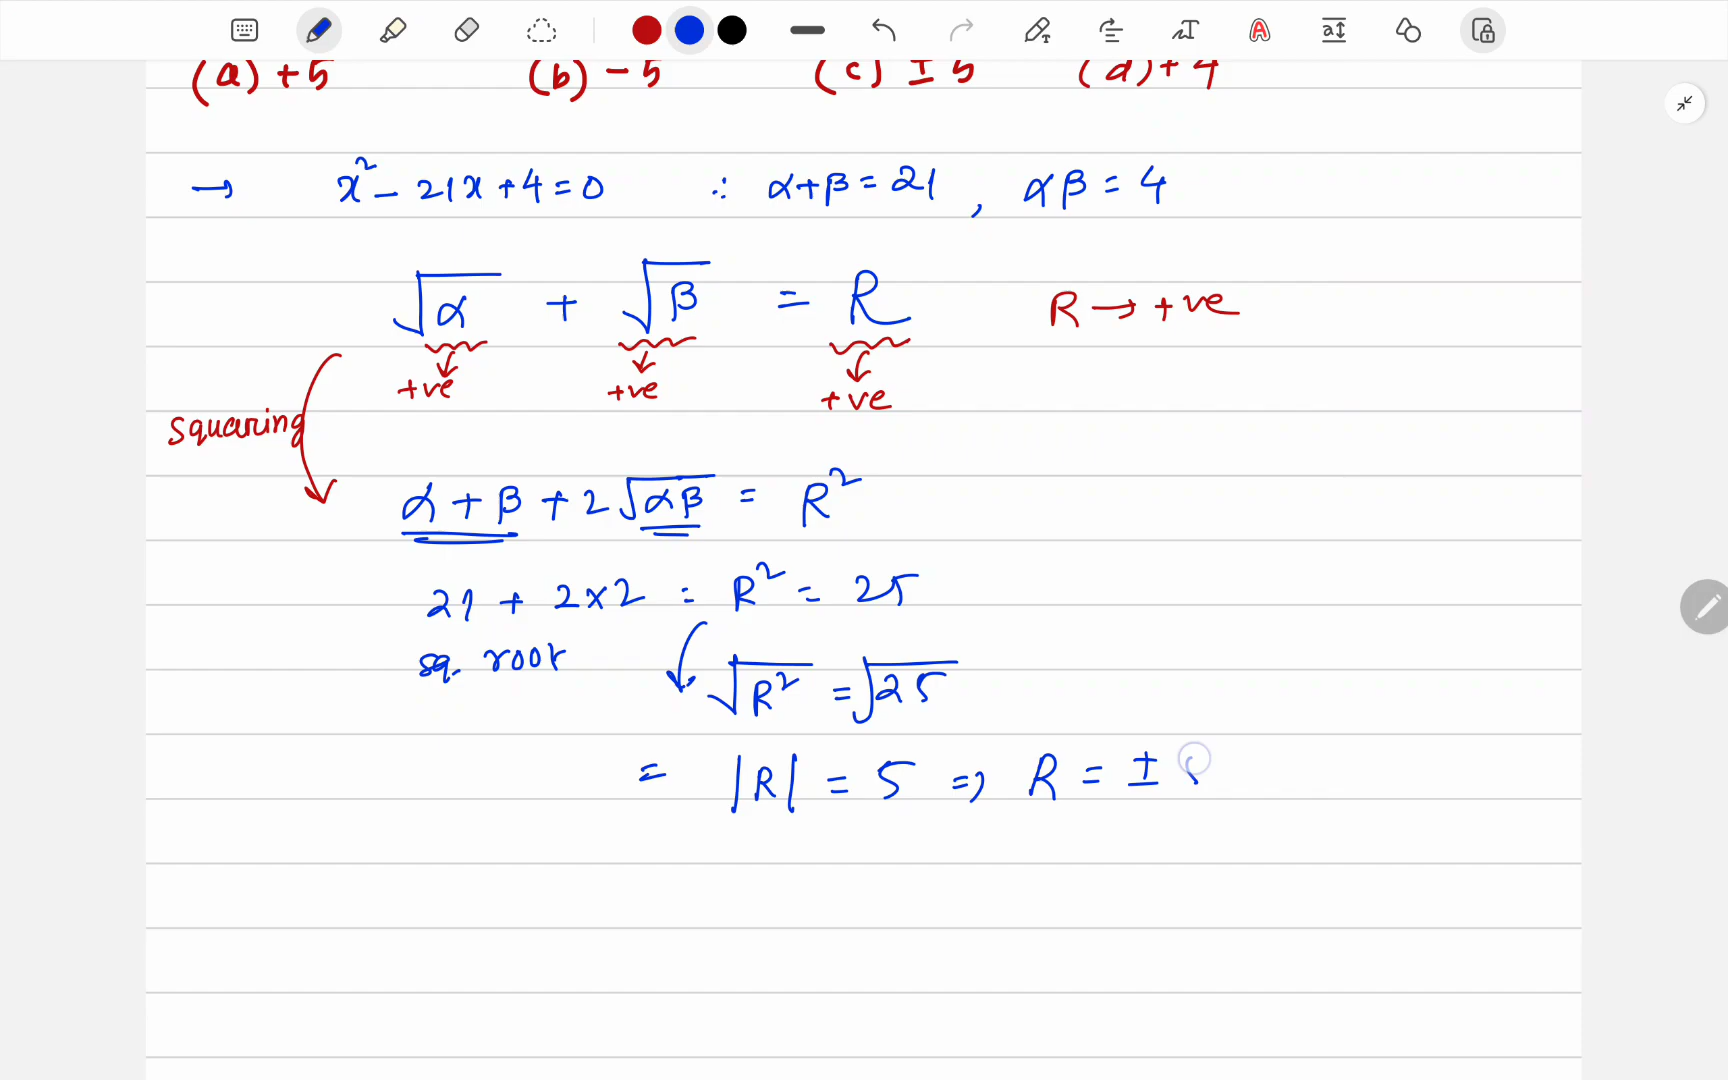 (a) +5 (b) -5 (c) ± 5 (d) + 4
→ x² - 21x + 4 = 0 ∴ α+β = 21 , αβ = 4
√α + √β = R R → +ve
+ve +ve +ve
squaring
α + β + 2√αβ = R²
21 + 2×2 = R² = 25
sq. root √R² = √25
= |R| = 5 ⇒ R = ±